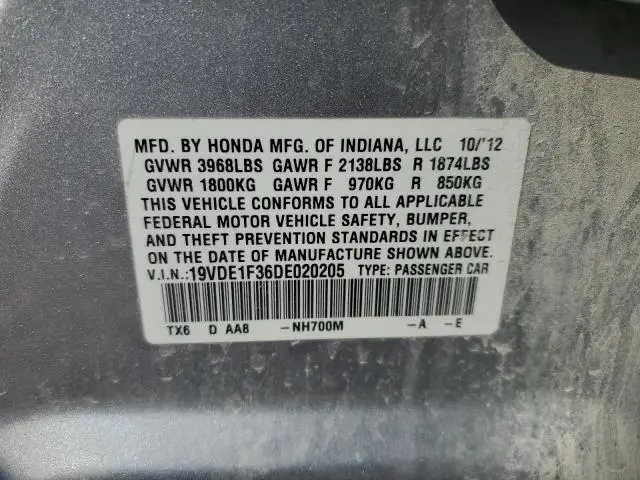 MFD. BY HONDA MFG. OF INDIANA, LLC 10/'12
GVWR 3968LBS GAWR F 2138LBS R 1874LBS
GVWR 1800KG GAWR F 970KG R 850KG
THIS VEHICLE CONFORMS TO ALL APPLICABLE
FEDERAL MOTOR VEHICLE SAFETY, BUMPER,
AND THEFT PREVENTION STANDARDS IN EFFECT
ON THE DATE OF MANUFACTURE SHOWN ABOVE.
V.I.N.:19VDE1F36DE020205 TYPE: PASSENGER CAR
TX6 D AA8 -NH700M -A -E